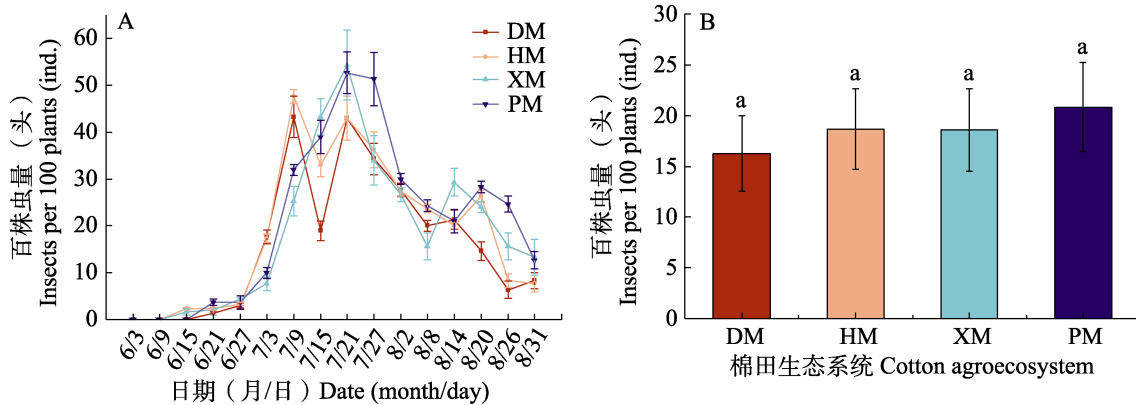 A
DM
HM
XM
PM
百株虫量（头）
Insects per 100 plants (ind.)
60
50
40
30
20
10
0
6/3
6/9
6/15
6/21
6/27
7/3
7/9
7/15
7/21
7/27
8/2
8/8
8/14
8/20
8/26
8/31
日期（月/日）Date (month/day)
B
百株虫量（头）
Insects per 100 plants (ind.)
30
25
20
15
10
5
0
a
a
a
a
DM
HM
XM
PM
棉田生态系统 Cotton agroecosystem